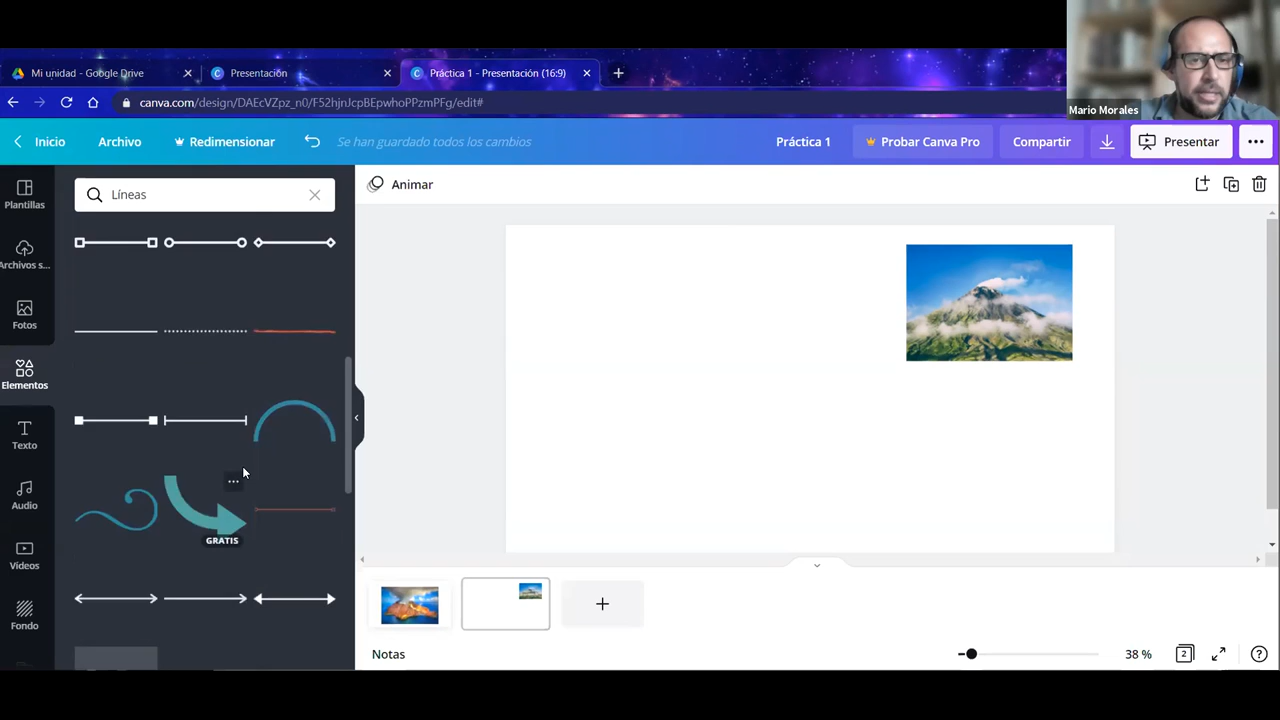 Mario Morales
Mi unidad - Google Drive
Presentación
Práctica 1 - Presentación (16:9)
canva.com/design/DAEcVZpz_n0/F52hjnJcpBEpwhoPPzmPFg/edit#
Inicio
Archivo
Redimensionar
Se han guardado todos los cambios
Práctica 1
Probar Canva Pro
Compartir
Presentar
Plantillas
Archivos s...
Fotos
Elementos
Texto
Audio
Vídeos
Fondo
Líneas
GRATIS
Animar
Notas
38 %
2